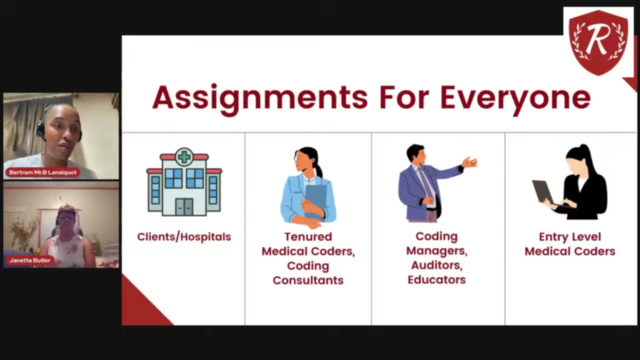 R
Assignments For Everyone
Bertram Mr.B Lanoiquot
Janetta Butler
Clients/Hospitals
Tenured
Medical Coders,
Coding
Consultants
Coding
Managers,
Auditors,
Educators
Entry Level
Medical Coders